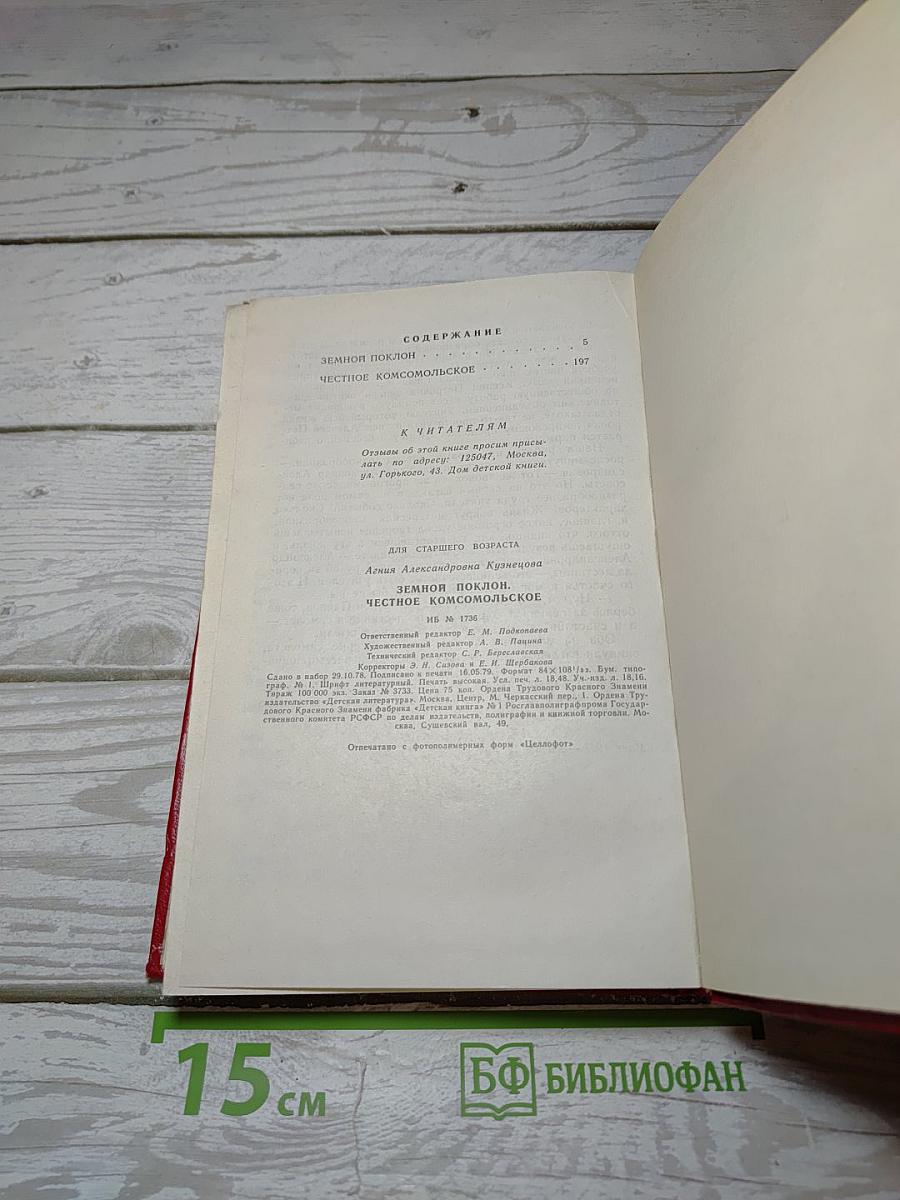 СОДЕРЖАНИЕ
ЗЕМНОЙ ПОКЛОН . . . . . . . . . . . . 5
ЧЕСТНОЕ КОМСОМОЛЬСКОЕ . . . . . . . 197
К ЧИТАТЕЛЯМ
Отзывы об этой книге просим присы-
лать по адресу: 125047, Москва,
ул. Горького, 43. Дом детской книги.
ДЛЯ СТАРШЕГО ВОЗРАСТА
Агния Александровна Кузнецова
ЗЕМНОЙ ПОКЛОН.
ЧЕСТНОЕ КОМСОМОЛЬСКОЕ
ИБ № 1736
Ответственный редактор Е. М. Подкопаева
Художественный редактор А. В. Пацина
Технический редактор С. Р. Береславская
Корректоры Э. Н. Сизова и Е. И. Щербакова
Сдано в набор 29.10.78. Подписано к печати 16.05.79. Формат 84×108¹/₃₂. Бум. типо-
граф. № 1. Шрифт литературный. Печать высокая. Усл. печ. л. 18,48. Уч.-изд. л. 18,16.
Тираж 100 000 экз. Заказ № 3733. Цена 75 коп. Ордена Трудового Красного Знамени
издательство «Детская литература». Москва, Центр, М. Черкасский пер., 1. Ордена Тру-
дового Красного Знамени фабрика «Детская книга» № 1 Росглавполиграфпрома Государ-
ственного комитета РСФСР по делам издательств, полиграфии и книжной торговли. Мо-
сква, Сущевский вал, 49.
Отпечатано с фотополимерных форм «Целлофот»
15 см
БФ БИБЛИОФАН